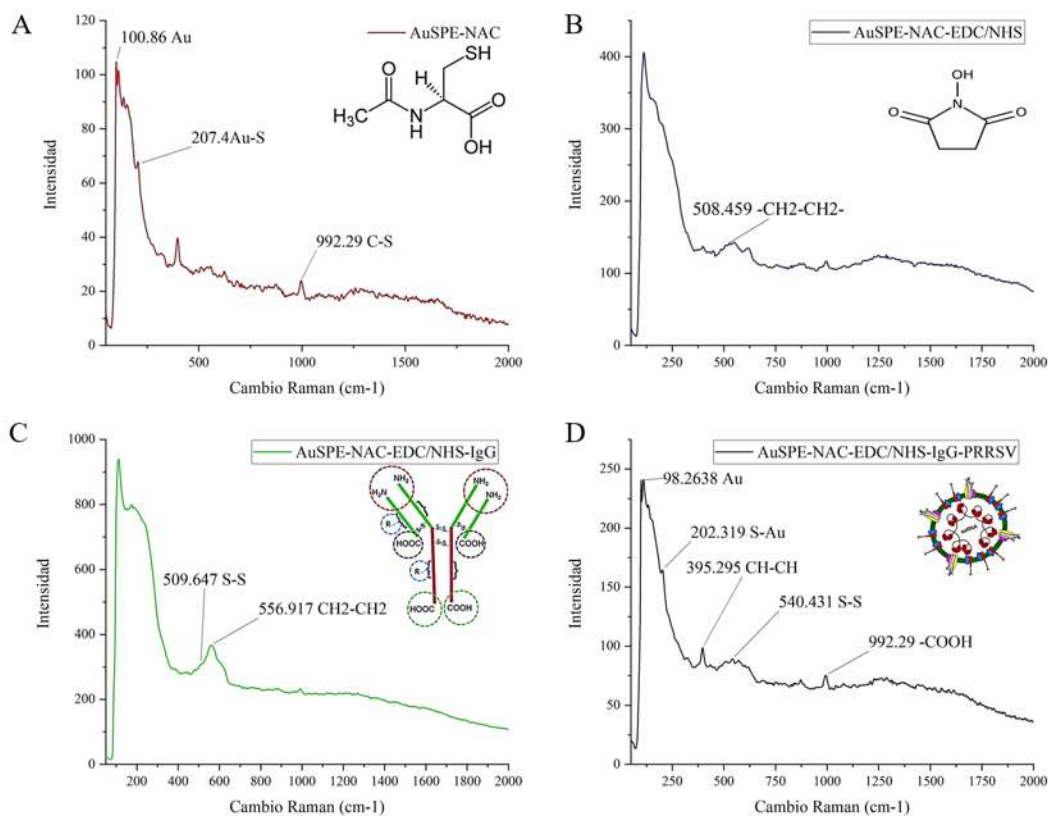 A
100.86 Au
AuSPE-NAC
SH
O
H
H3C
N
H
O
OH
207.4Au-S
992.29 C-S
120
100
80
60
40
20
0
500
1000
1500
2000
Intensidad
Cambio Raman (cm-1)
B
AuSPE-NAC-EDC/NHS
OH
N
O
O
508.459 -CH2-CH2-
400
300
200
100
0
250
500
750
1000
1250
1500
1750
2000
Intensidad
Cambio Raman (cm-1)
C
AuSPE-NAC-EDC/NHS-IgG
NH2
NH2
H2N
NH2
R
HOOC
COOH
R
HOOC
COOH
509.647 S-S
556.917 CH2-CH2
1000
800
600
400
200
0
200
400
600
800
1000
1200
1400
1600
1800
2000
Intensidad
Cambio Raman (cm-1)
D
AuSPE-NAC-EDC/NHS-IgG-PRRSV
98.2638 Au
202.319 S-Au
395.295 CH-CH
540.431 S-S
992.29 -COOH
250
200
150
100
50
0
250
500
750
1000
1250
1500
1750
2000
Intensidad
Cambio Raman (cm-1)